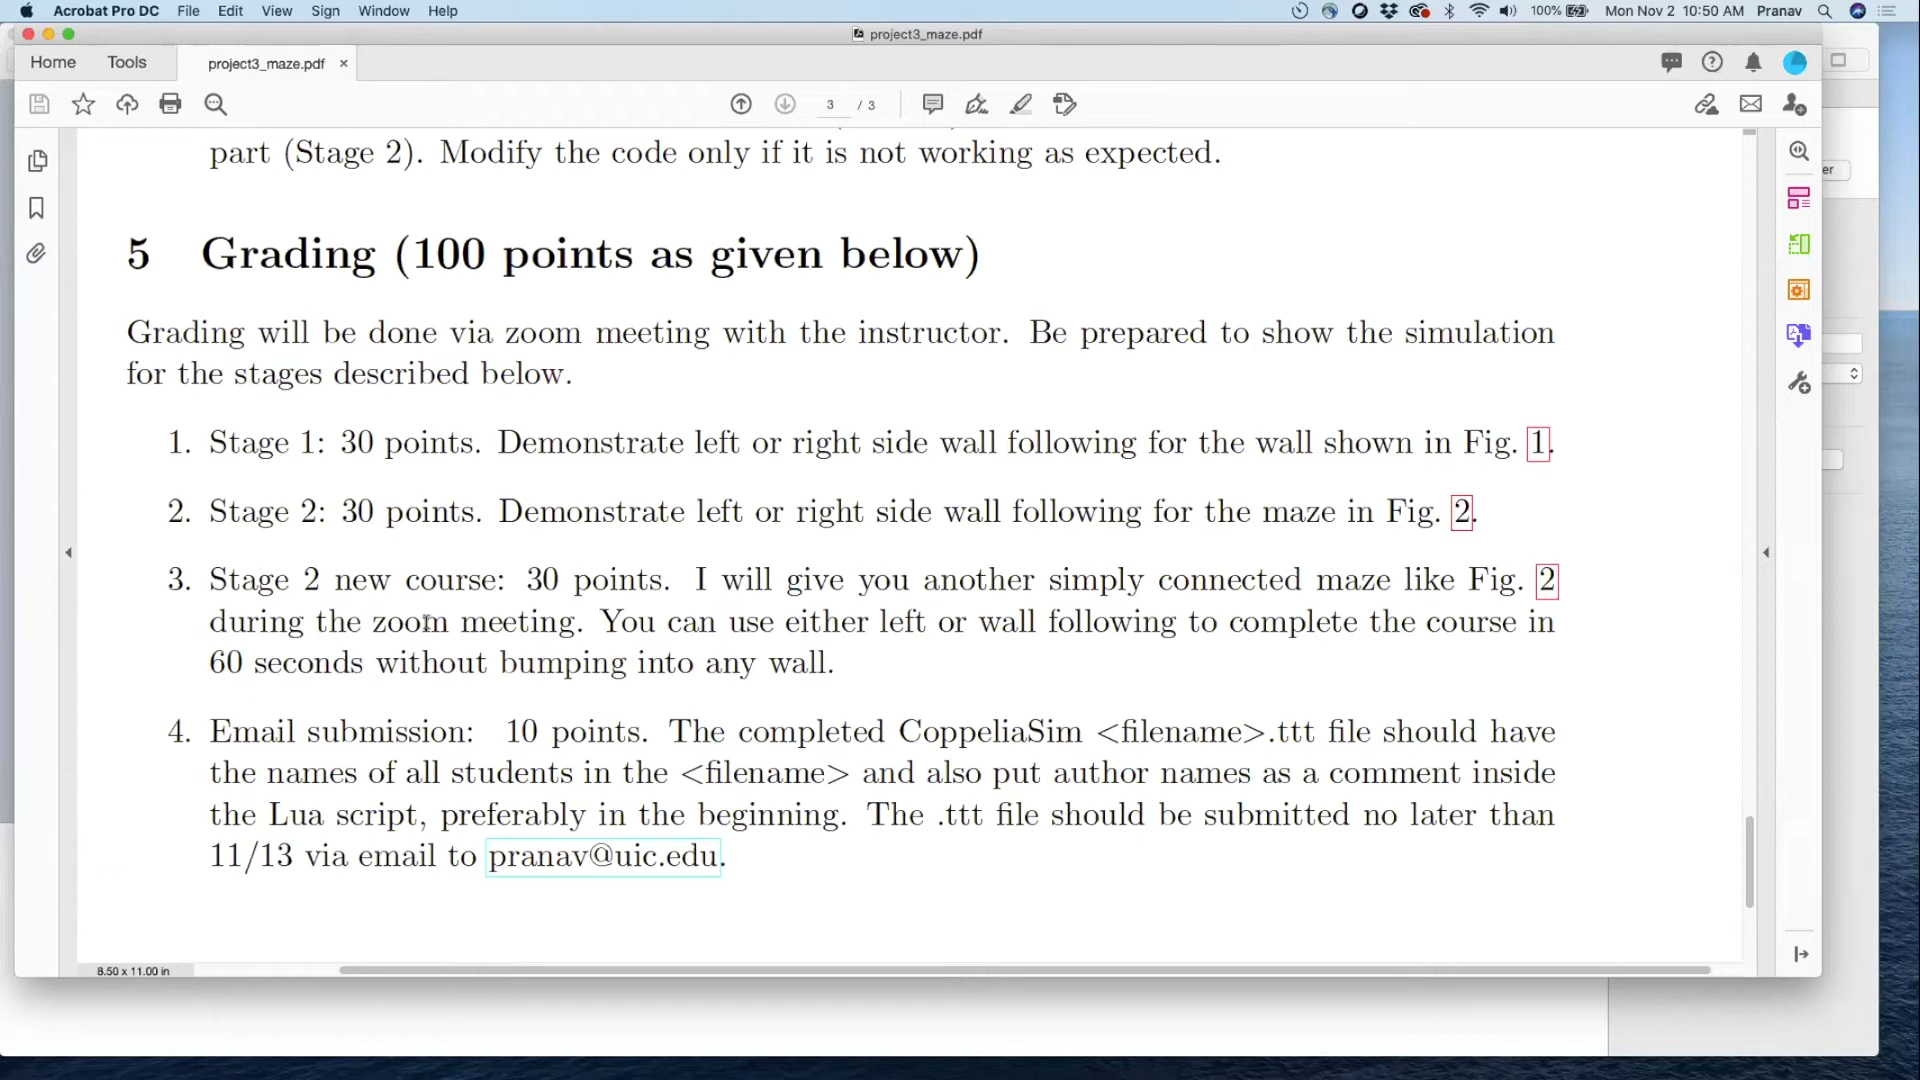 Acrobat Pro DC File Edit View Sign Window Help 100% Mon Nov 2 10:50 AM Pranav
project3_maze.pdf
Home Tools project3_maze.pdf
3 / 3
part (Stage 2). Modify the code only if it is not working as expected.
5 Grading (100 points as given below)
Grading will be done via zoom meeting with the instructor. Be prepared to show the simulation
for the stages described below.
1. Stage 1: 30 points. Demonstrate left or right side wall following for the wall shown in Fig. 1.
2. Stage 2: 30 points. Demonstrate left or right side wall following for the maze in Fig. 2.
3. Stage 2 new course: 30 points. I will give you another simply connected maze like Fig. 2
during the zoom meeting. You can use either left or wall following to complete the course in
60 seconds without bumping into any wall.
4. Email submission: 10 points. The completed CoppeliaSim <filename>.ttt file should have
the names of all students in the <filename> and also put author names as a comment inside
the Lua script, preferably in the beginning. The .ttt file should be submitted no later than
11/13 via email to pranav@uic.edu.
8.50 x 11.00 in